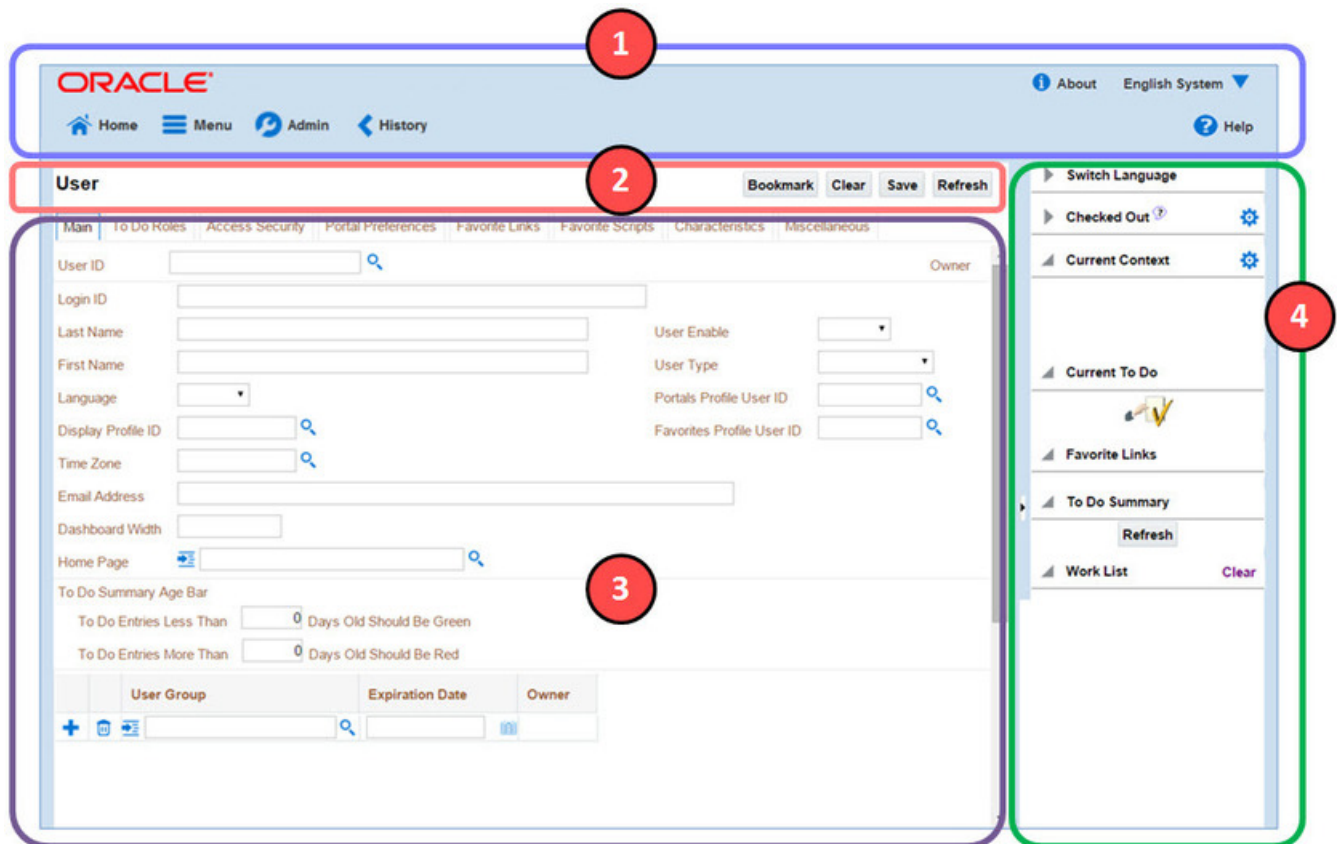 1
ORACLE
About English System
Home Menu Admin History Help
2
User Bookmark Clear Save Refresh
Main To Do Roles Access Security Portal Preferences Favorite Links Favorite Scripts Characteristics Miscellaneous
User ID Owner
Login ID
Last Name User Enable
First Name User Type
Language Portals Profile User ID
Display Profile ID Favorites Profile User ID
Time Zone
Email Address
Dashboard Width
Home Page
3
To Do Summary Age Bar
To Do Entries Less Than 0 Days Old Should Be Green
To Do Entries More Than 0 Days Old Should Be Red
User Group Expiration Date Owner
Switch Language
Checked Out ?
Current Context
4
Current To Do
Favorite Links
To Do Summary
Refresh
Work List Clear